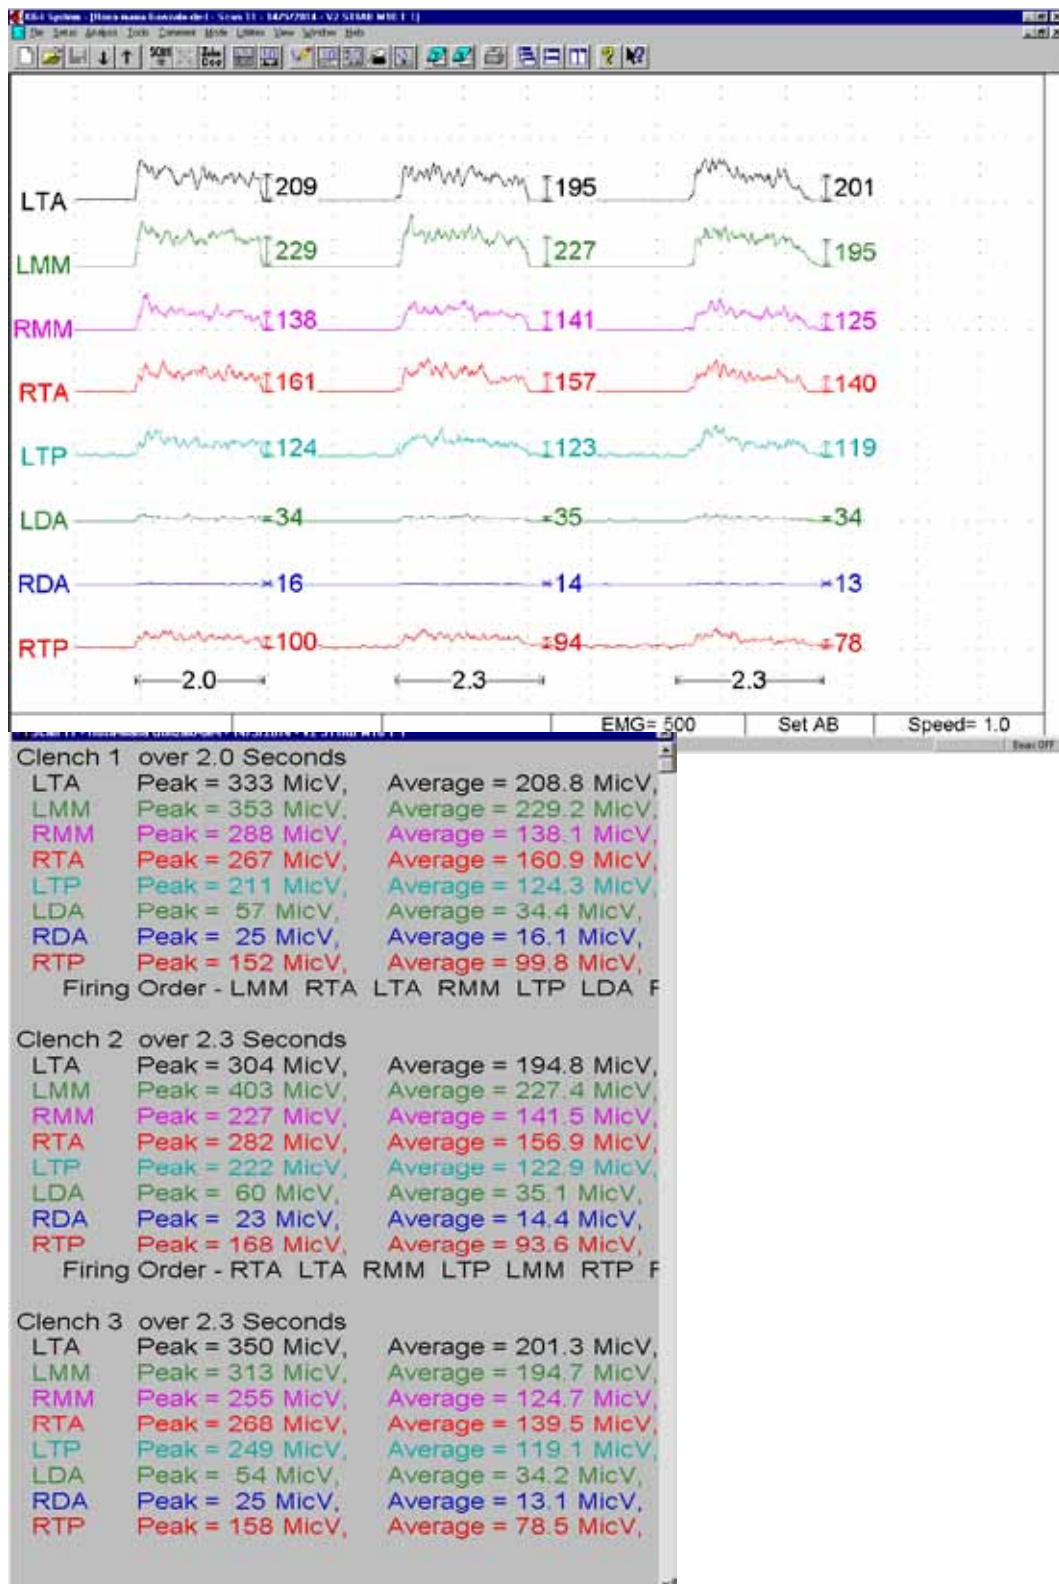 File Setup Analysis Tools Comment Mode Utilities View Window Help
LTA 209 195 201
LMM 229 227 195
RMM 138 141 125
RTA 161 157 140
LTP 124 123 119
LDA 34 35 34
RDA 16 14 13
RTP 100 94 78
2.0 2.3 2.3
EMG= 500 Set AB Speed= 1.0
Clench 1 over 2.0 Seconds
LTA Peak = 333 MicV, Average = 208.8 MicV,
LMM Peak = 353 MicV, Average = 229.2 MicV,
RMM Peak = 288 MicV, Average = 138.1 MicV,
RTA Peak = 267 MicV, Average = 160.9 MicV,
LTP Peak = 211 MicV, Average = 124.3 MicV,
LDA Peak = 57 MicV, Average = 34.4 MicV,
RDA Peak = 25 MicV, Average = 16.1 MicV,
RTP Peak = 152 MicV, Average = 99.8 MicV,
Firing Order - LMM RTA LTA RMM LTP LDA
Clench 2 over 2.3 Seconds
LTA Peak = 304 MicV, Average = 194.8 MicV,
LMM Peak = 403 MicV, Average = 227.4 MicV,
RMM Peak = 227 MicV, Average = 141.5 MicV,
RTA Peak = 282 MicV, Average = 156.9 MicV,
LTP Peak = 222 MicV, Average = 122.9 MicV,
LDA Peak = 60 MicV, Average = 35.1 MicV,
RDA Peak = 23 MicV, Average = 14.4 MicV,
RTP Peak = 168 MicV, Average = 93.6 MicV,
Firing Order - RTA LTA RMM LTP LMM RTP
Clench 3 over 2.3 Seconds
LTA Peak = 350 MicV, Average = 201.3 MicV,
LMM Peak = 313 MicV, Average = 194.7 MicV,
RMM Peak = 255 MicV, Average = 124.7 MicV,
RTA Peak = 268 MicV, Average = 139.5 MicV,
LTP Peak = 249 MicV, Average = 119.1 MicV,
LDA Peak = 54 MicV, Average = 34.2 MicV,
RDA Peak = 25 MicV, Average = 13.1 MicV,
RTP Peak = 158 MicV, Average = 78.5 MicV,